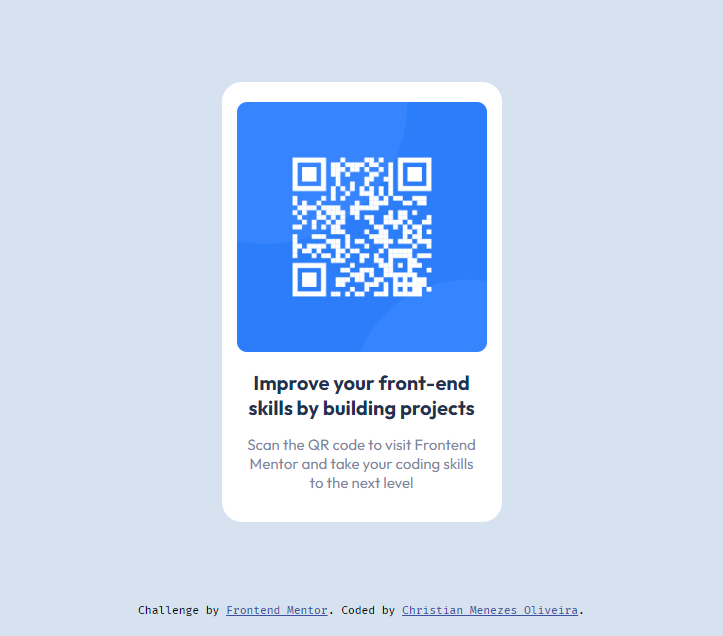 Improve your front-end
skills by building projects
Scan the QR code to visit Frontend
Mentor and take your coding skills
to the next level
Challenge by Frontend Mentor. Coded by Christian Menezes Oliveira.